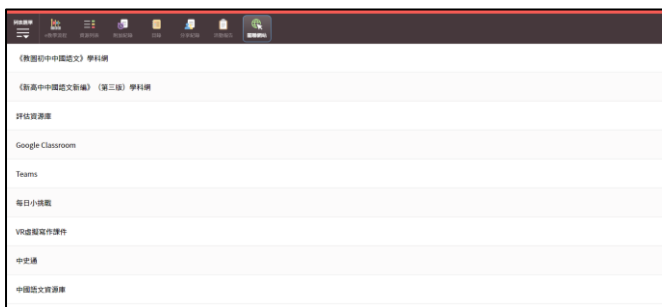 《教圖初中中國語文》學科網
《新高中中國語文新編》（第三版）學科網
評估資源庫
Google Classroom
Teams
每日小挑戰
VR虛擬寫作課件
中史通
中國語文資源庫